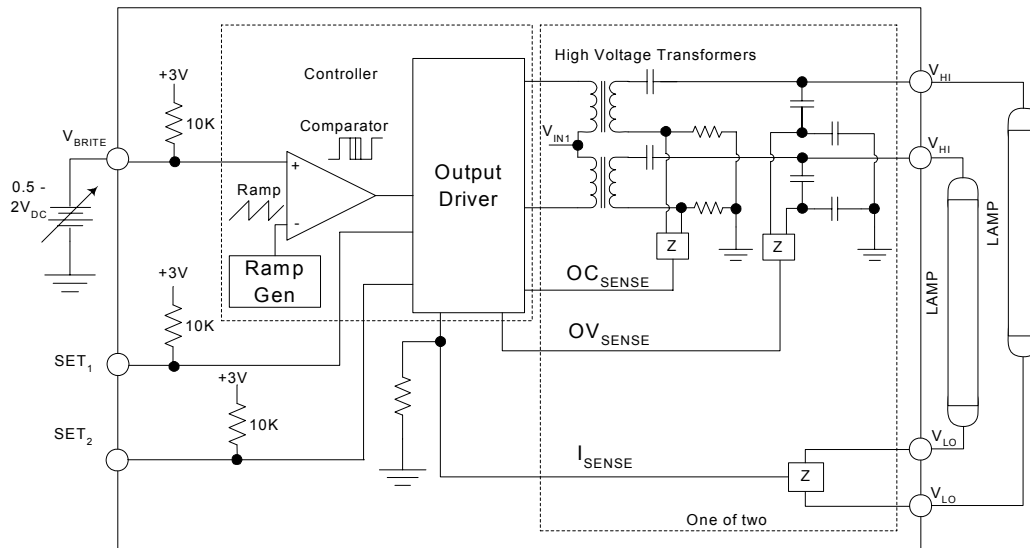 High Voltage Transformers
+3V
10K
Controller
Comparator
V_BRITE
V_IN1
V_HI
V_HI
+
-
Ramp
Output
Driver
0.5 -
2V_DC
Z
Z
Ramp
Gen
+3V
10K
OC_SENSE
OV_SENSE
LAMP
LAMP
SET_1
+3V
10K
SET_2
I_SENSE
V_LO
Z
V_LO
One of two